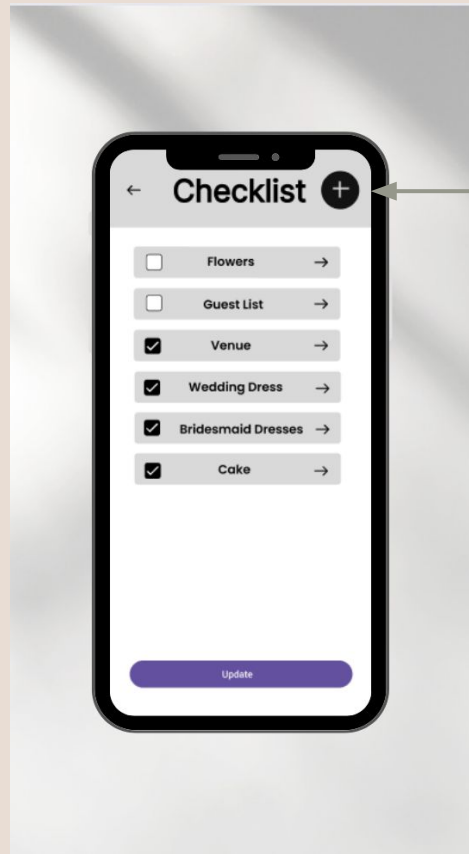 Checklist
Flowers
Guest List
Venue
Wedding Dress
Bridesmaid Dresses
Cake
Update